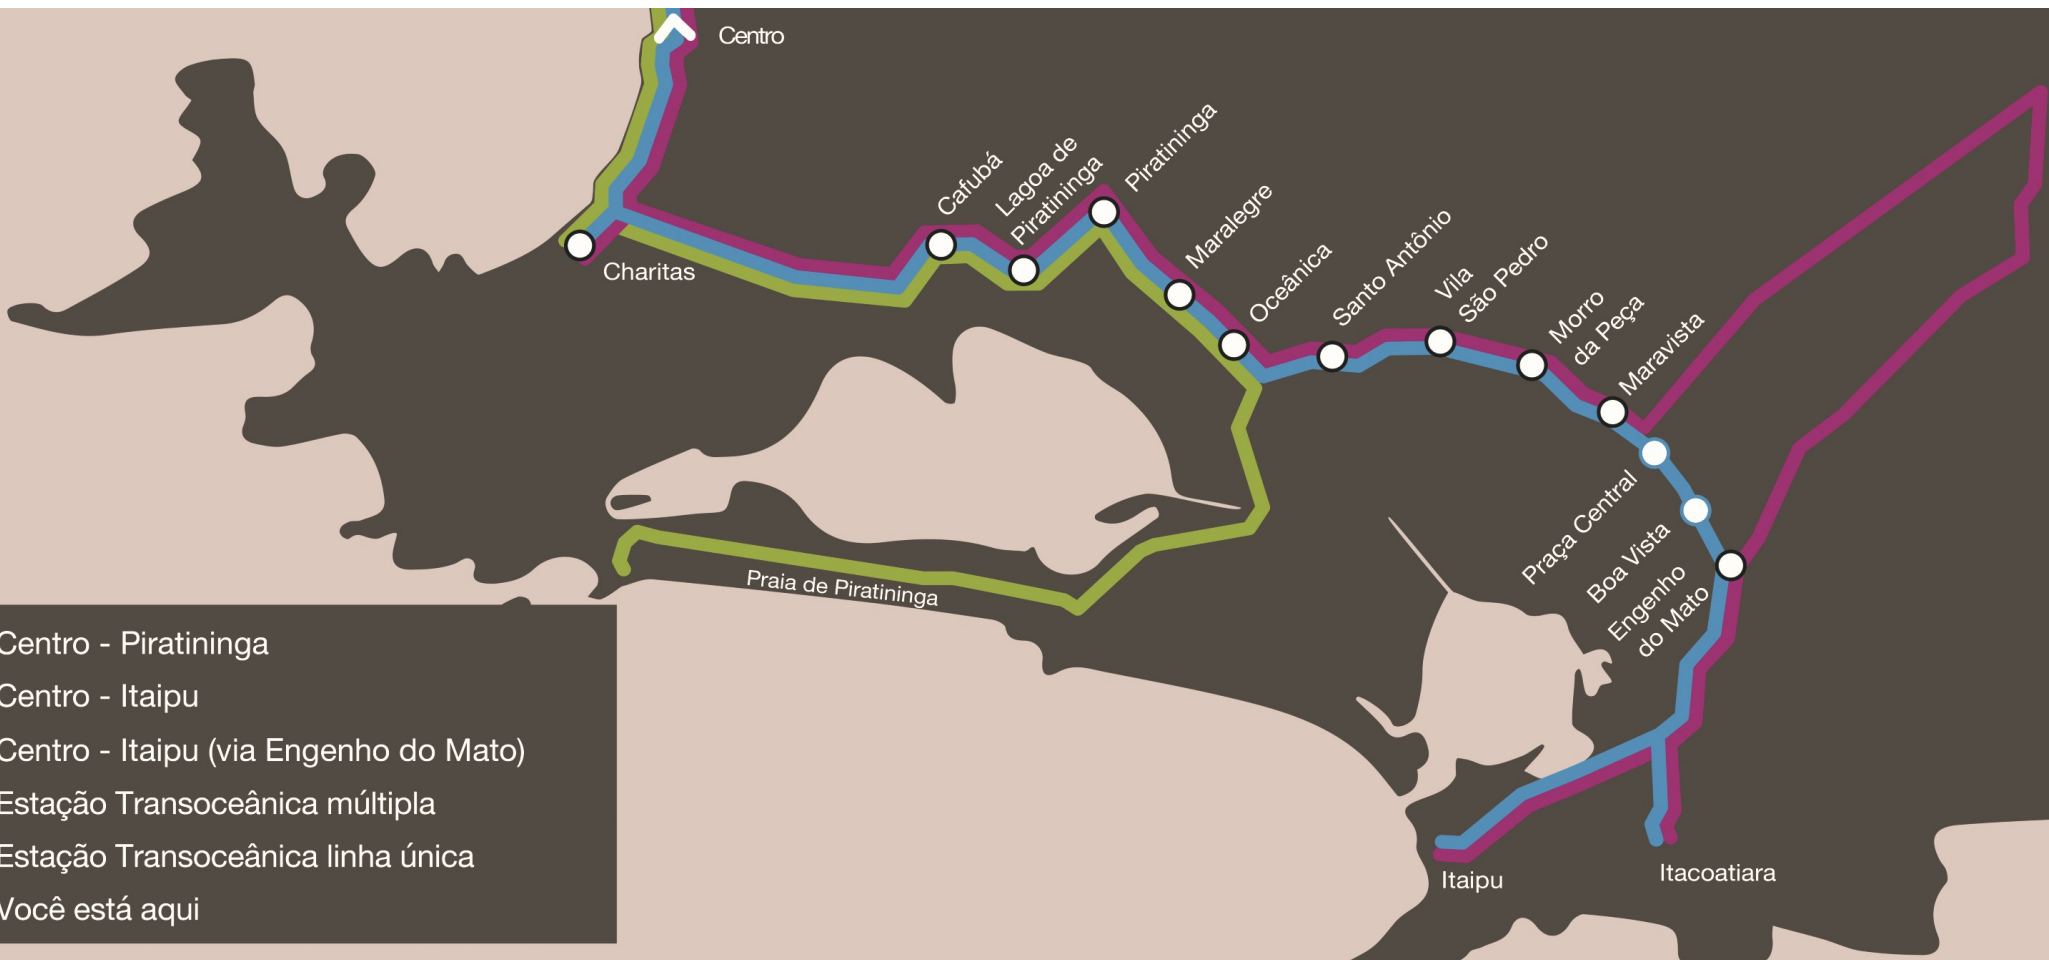 Centro
Charitas
Cafubá
Lagoa de
Piratininga
Piratininga
Maralegre
Oceânica
Santo Antônio
Vila
São Pedro
Morro
da Peça
Maravista
Praça Central
Boa Vista
Engenho
do Mato
Praia de Piratininga
Itaipu
Itacoatiara
Centro - Piratininga
Centro - Itaipu
Centro - Itaipu (via Engenho do Mato)
Estação Transoceânica múltipla
Estação Transoceânica linha única
Você está aqui